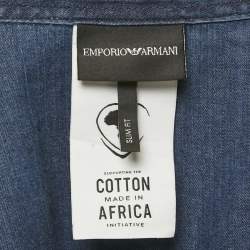 EMPORIO ARMANI
SLIM FIT
SUPPORTING THE
COTTON
MADE IN
AFRICA
INITIATIVE